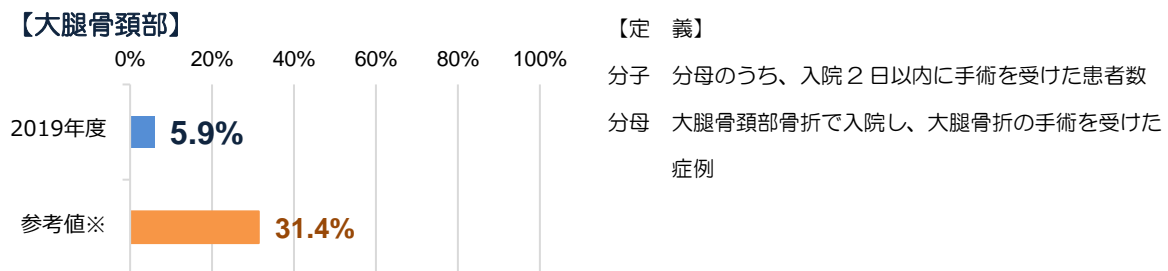 【大腿骨頚部】
0% 20% 40% 60% 80% 100%
2019年度 5.9%
参考値※ 31.4%
【定　義】
分子　分母のうち、入院２日以内に手術を受けた患者数
分母　大腿骨頚部骨折で入院し、大腿骨折の手術を受けた
症例